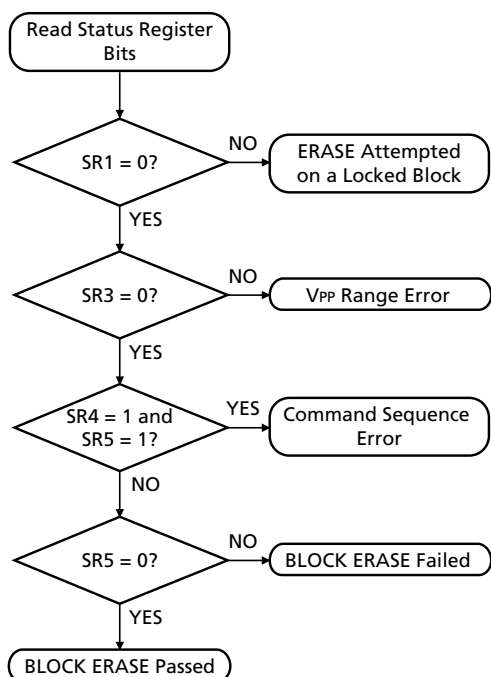 Read Status Register
Bits
SR1 = 0?
NO
ERASE Attempted
on a Locked Block
YES
SR3 = 0?
NO
VPP Range Error
YES
SR4 = 1 and
SR5 = 1?
YES
Command Sequence
Error
NO
SR5 = 0?
NO
BLOCK ERASE Failed
YES
BLOCK ERASE Passed